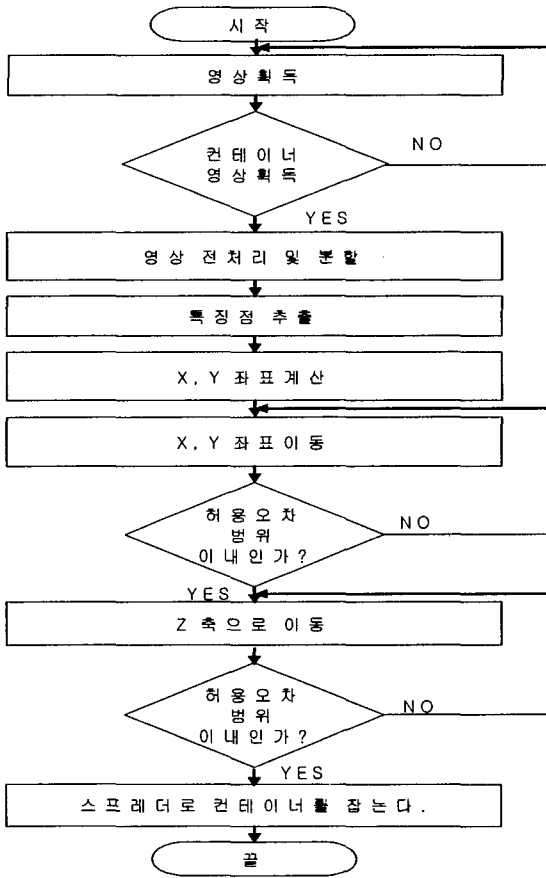 시작
영상획득
컨테이너
영상획득
NO
YES
영상 전처리 및 분할
특징점 추출
X, Y 좌표계산
X, Y 좌표이동
허용오차
범위
이내인가?
NO
YES
Z 축으로 이동
허용오차
범위
이내인가?
NO
YES
스프레더로 컨테이너를 잡는다.
끝